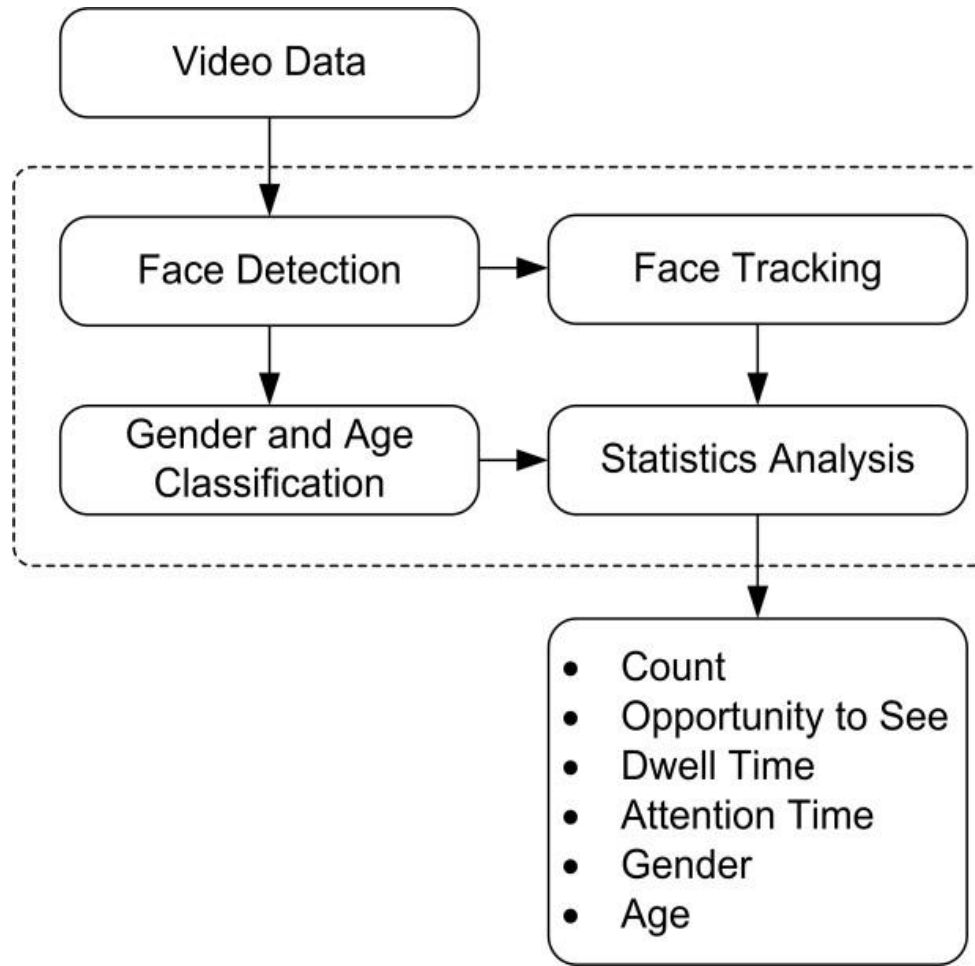 Video Data
Face Detection
Face Tracking
Gender and Age
Classification
Statistics Analysis
• Count
• Opportunity to See
• Dwell Time
• Attention Time
• Gender
• Age